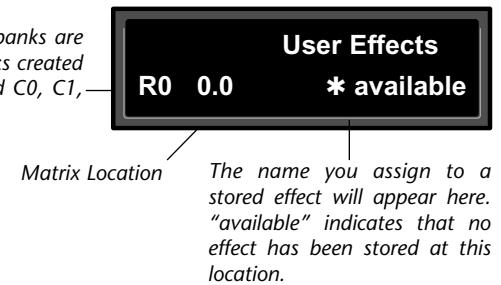 banks are
s created
d C0, C1,
User Effects
R0 0.0 ✱ available
Matrix Location
The name you assign to a
stored effect will appear here.
“available” indicates that no
effect has been stored at this
location.